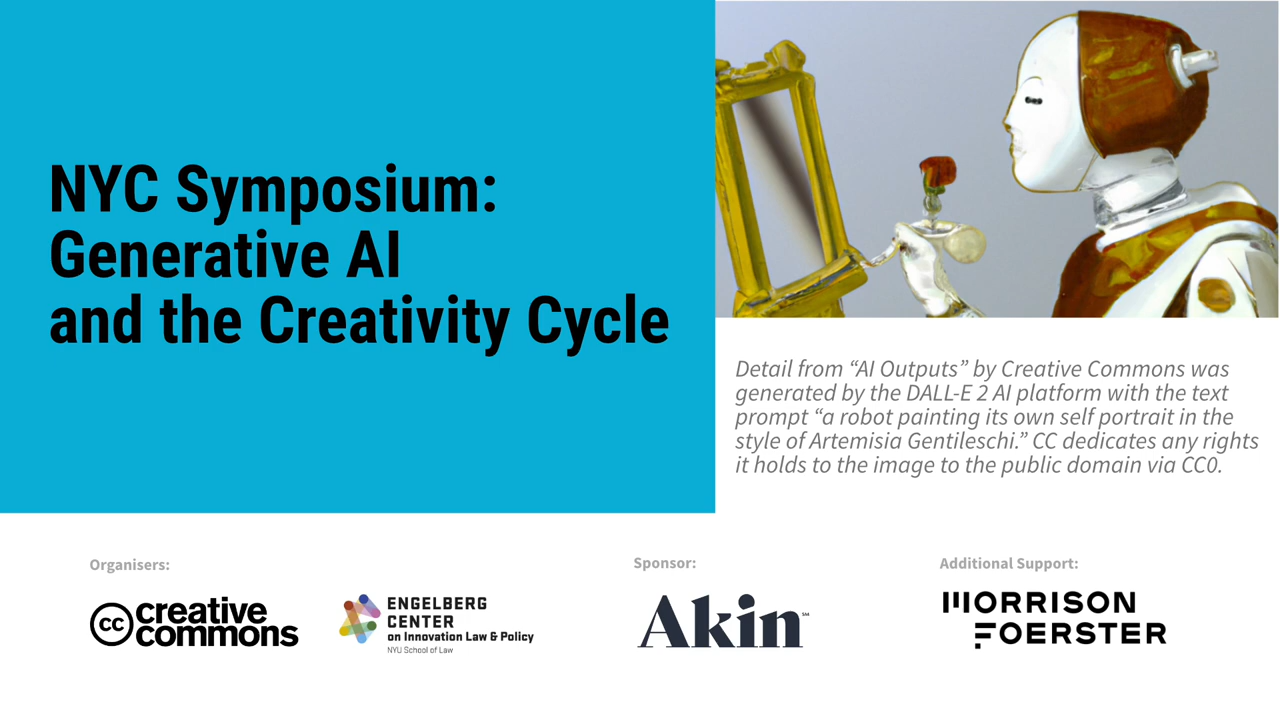 NYC Symposium:
Generative AI
and the Creativity Cycle
Detail from “AI Outputs” by Creative Commons was
generated by the DALL-E 2 AI platform with the text
prompt “a robot painting its own self portrait in the
style of Artemisia Gentileschi.” CC dedicates any rights
it holds to the image to the public domain via CC0.
Organisers:
cc creative
commons
ENGELBERG
CENTER
on Innovation Law & Policy
NYU School of Law
Sponsor:
Akin℠
Additional Support:
MORRISON
FOERSTER